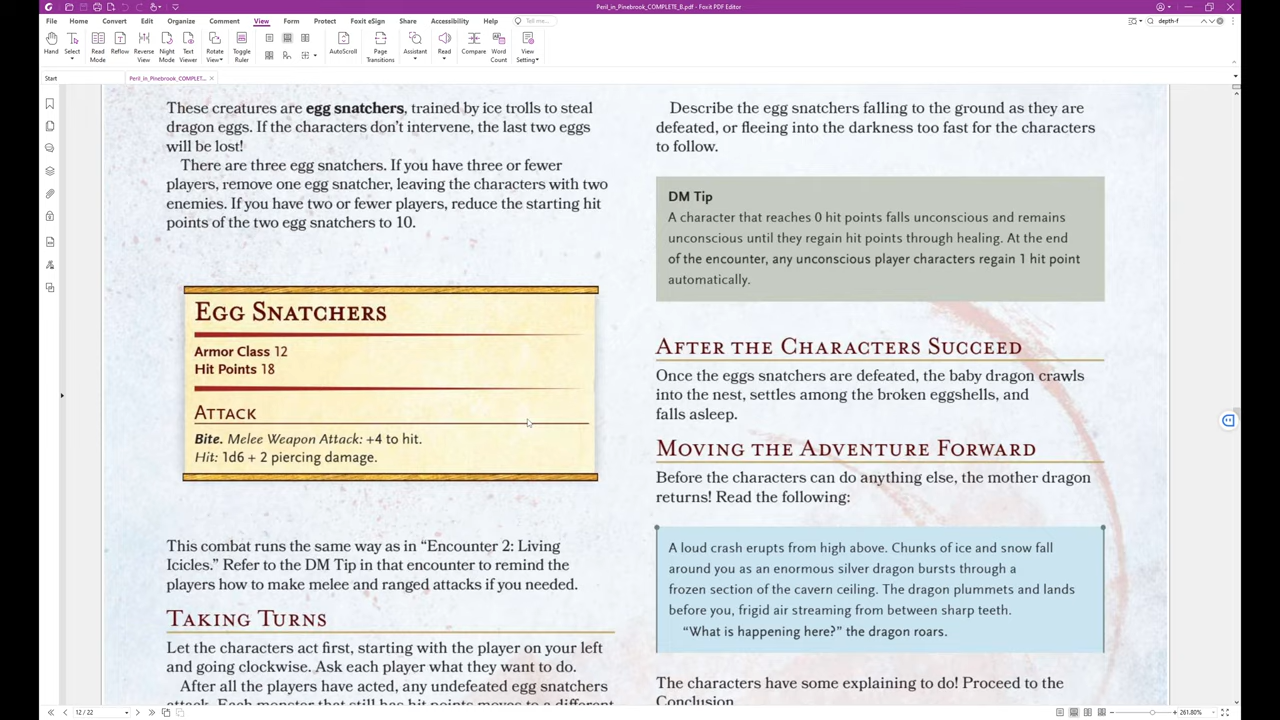 Peril_in_Pinebrook_COMPLETE_B.pdf - Foxit PDF Editor
File Home Convert Edit Organize Comment View Form Protect Foxit eSign Share Accessibility Help Tell me...
depth-f
Hand Select Read Mode Reflow Reverse View Night Mode Text Viewer Rotate View Toggle Ruler AutoScroll Page Transitions Assistant Read Compare Word Count View Setting
Start Peril_in_Pinebrook_COMPLET...
These creatures are egg snatchers, trained by ice trolls to steal
dragon eggs. If the characters don't intervene, the last two eggs
will be lost!
There are three egg snatchers. If you have three or fewer
players, remove one egg snatcher, leaving the characters with two
enemies. If you have two or fewer players, reduce the starting hit
points of the two egg snatchers to 10.
EGG SNATCHERS
Armor Class 12
Hit Points 18
ATTACK
Bite. Melee Weapon Attack: +4 to hit.
Hit: 1d6 + 2 piercing damage.
This combat runs the same way as in “Encounter 2: Living
Icicles.” Refer to the DM Tip in that encounter to remind the
players how to make melee and ranged attacks if you needed.
TAKING TURNS
Let the characters act first, starting with the player on your left
and going clockwise. Ask each player what they want to do.
After all the players have acted, any undefeated egg snatchers
attack. Each monster that still has hit points moves to a different
Describe the egg snatchers falling to the ground as they are
defeated, or fleeing into the darkness too fast for the characters
to follow.
DM Tip
A character that reaches 0 hit points falls unconscious and remains
unconscious until they regain hit points through healing. At the end
of the encounter, any unconscious player characters regain 1 hit point
automatically.
AFTER THE CHARACTERS SUCCEED
Once the eggs snatchers are defeated, the baby dragon crawls
into the nest, settles among the broken eggshells, and
falls asleep.
MOVING THE ADVENTURE FORWARD
Before the characters can do anything else, the mother dragon
returns! Read the following:
A loud crash erupts from high above. Chunks of ice and snow fall
around you as an enormous silver dragon bursts through a
frozen section of the cavern ceiling. The dragon plummets and lands
before you, frigid air streaming from between sharp teeth.
“What is happening here?” the dragon roars.
The characters have some explaining to do! Proceed to the
Conclusion.
12 / 22
261.80%